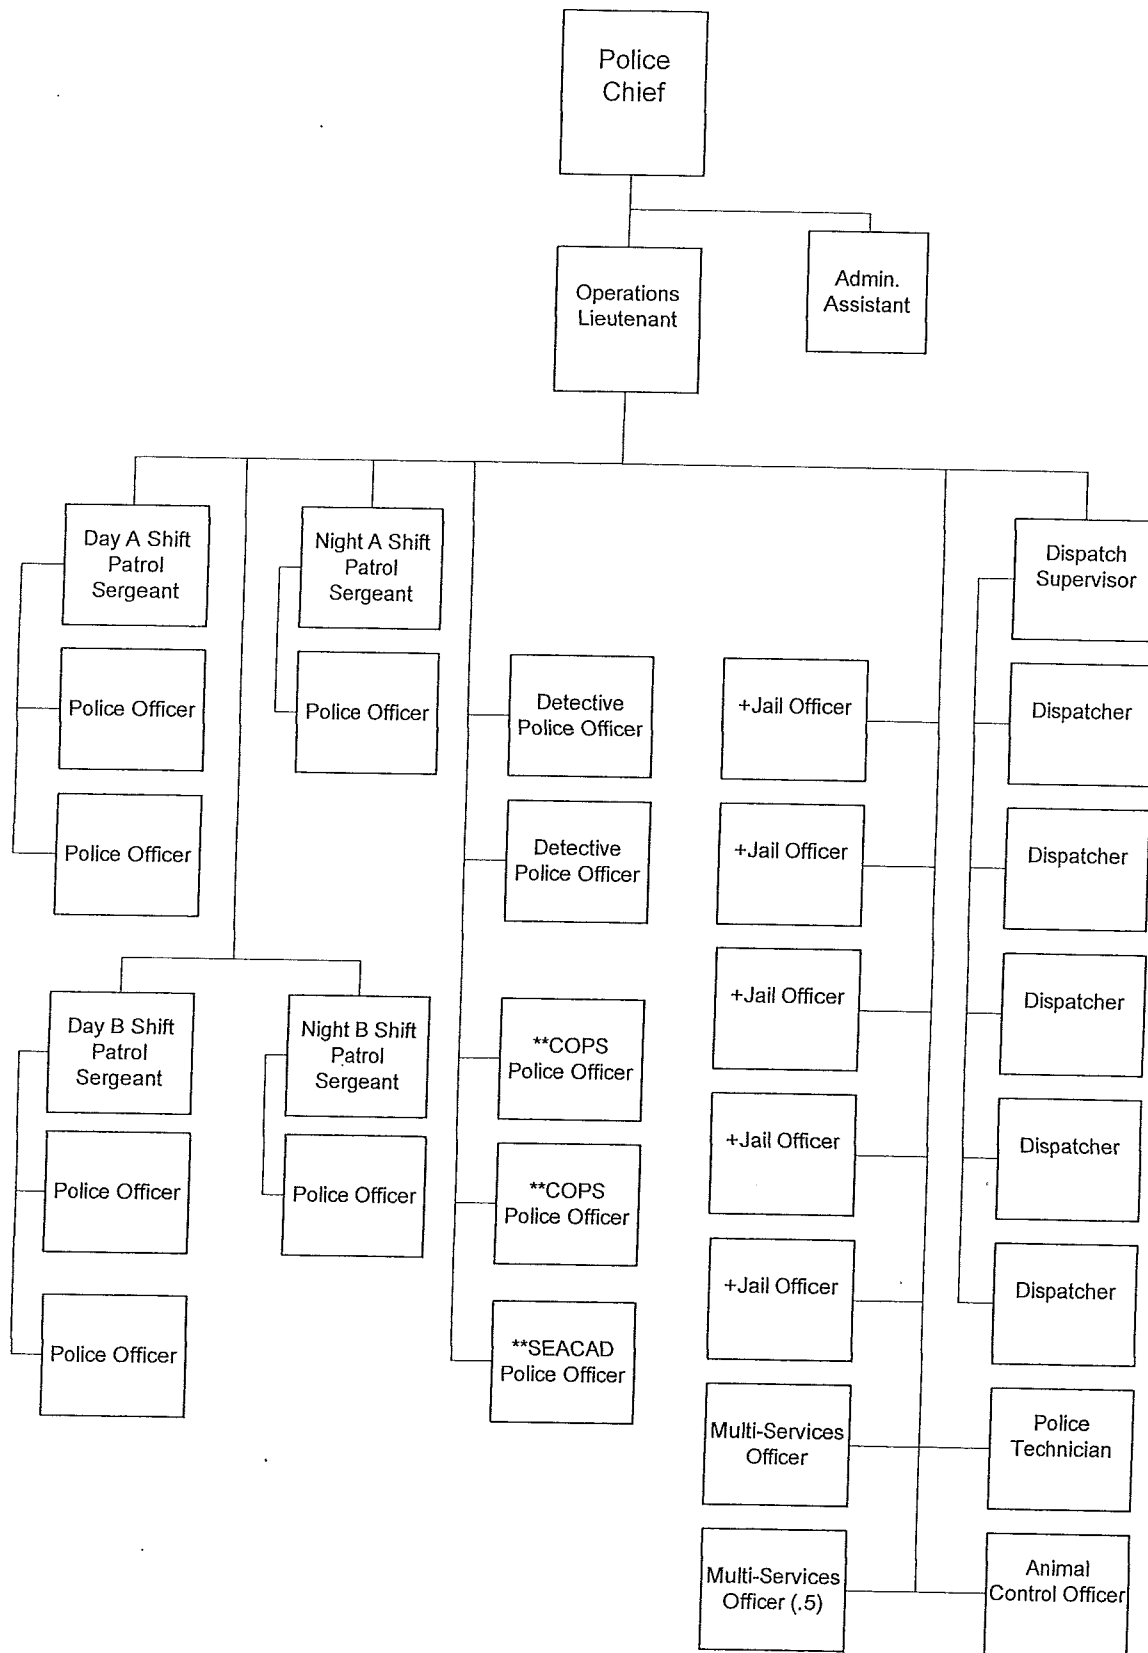 Police
Chief
Operations
Lieutenant
Admin.
Assistant
Day A Shift
Patrol
Sergeant
Police Officer
Police Officer
Night A Shift
Patrol
Sergeant
Police Officer
Day B Shift
Patrol
Sergeant
Police Officer
Police Officer
Night B Shift
Patrol
Sergeant
Police Officer
Detective
Police Officer
Detective
Police Officer
**COPS
Police Officer
**COPS
Police Officer
**SEACAD
Police Officer
+Jail Officer
+Jail Officer
+Jail Officer
+Jail Officer
+Jail Officer
Multi-Services
Officer
Multi-Services
Officer (.5)
Dispatch
Supervisor
Dispatcher
Dispatcher
Dispatcher
Dispatcher
Dispatcher
Police
Technician
Animal
Control Officer